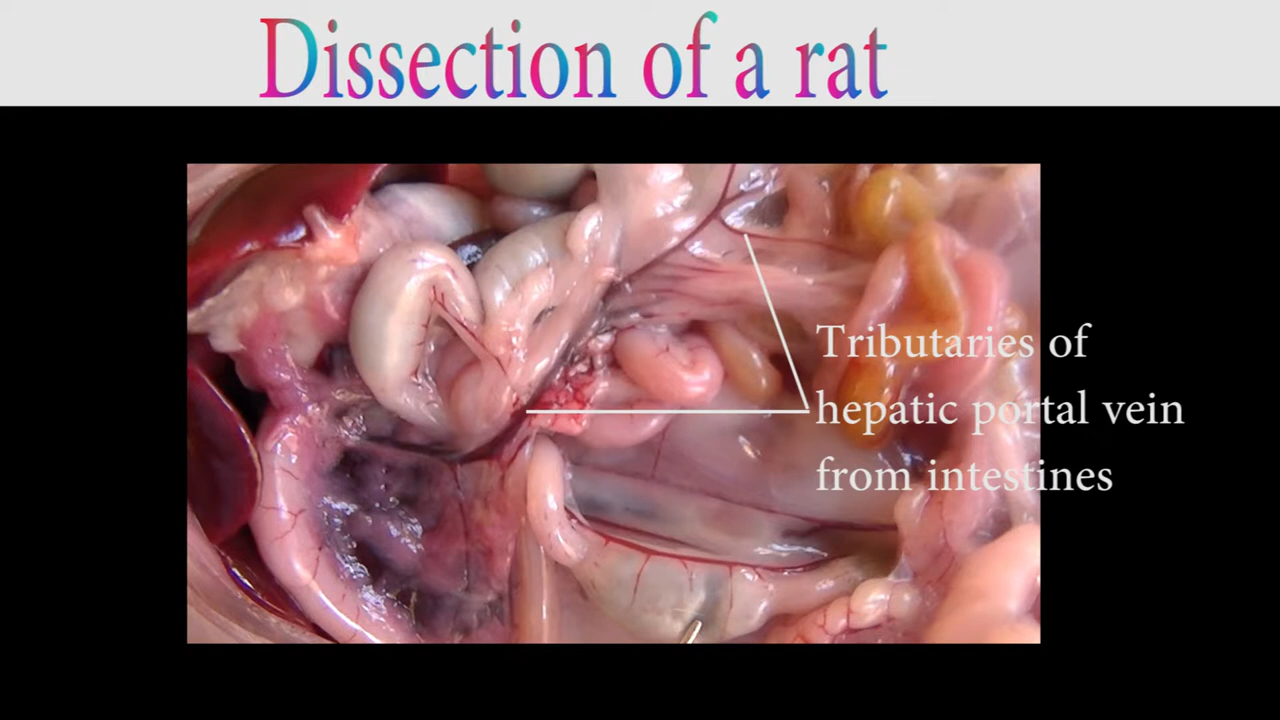 Dissection of a rat
Tributaries of
hepatic portal vein
from intestines